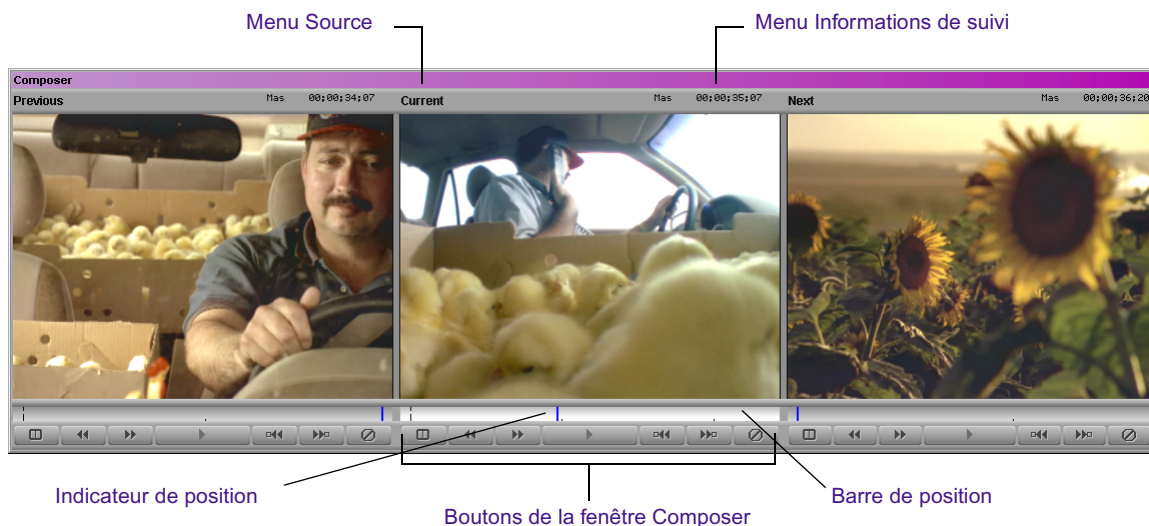 Menu Source
Menu Informations de suivi
Composer
Previous Mas 00;00;34;07 Current Mas 00;00;35;07 Next Mas 00;00;36;20
Indicateur de position
Barre de position
Boutons de la fenêtre Composer